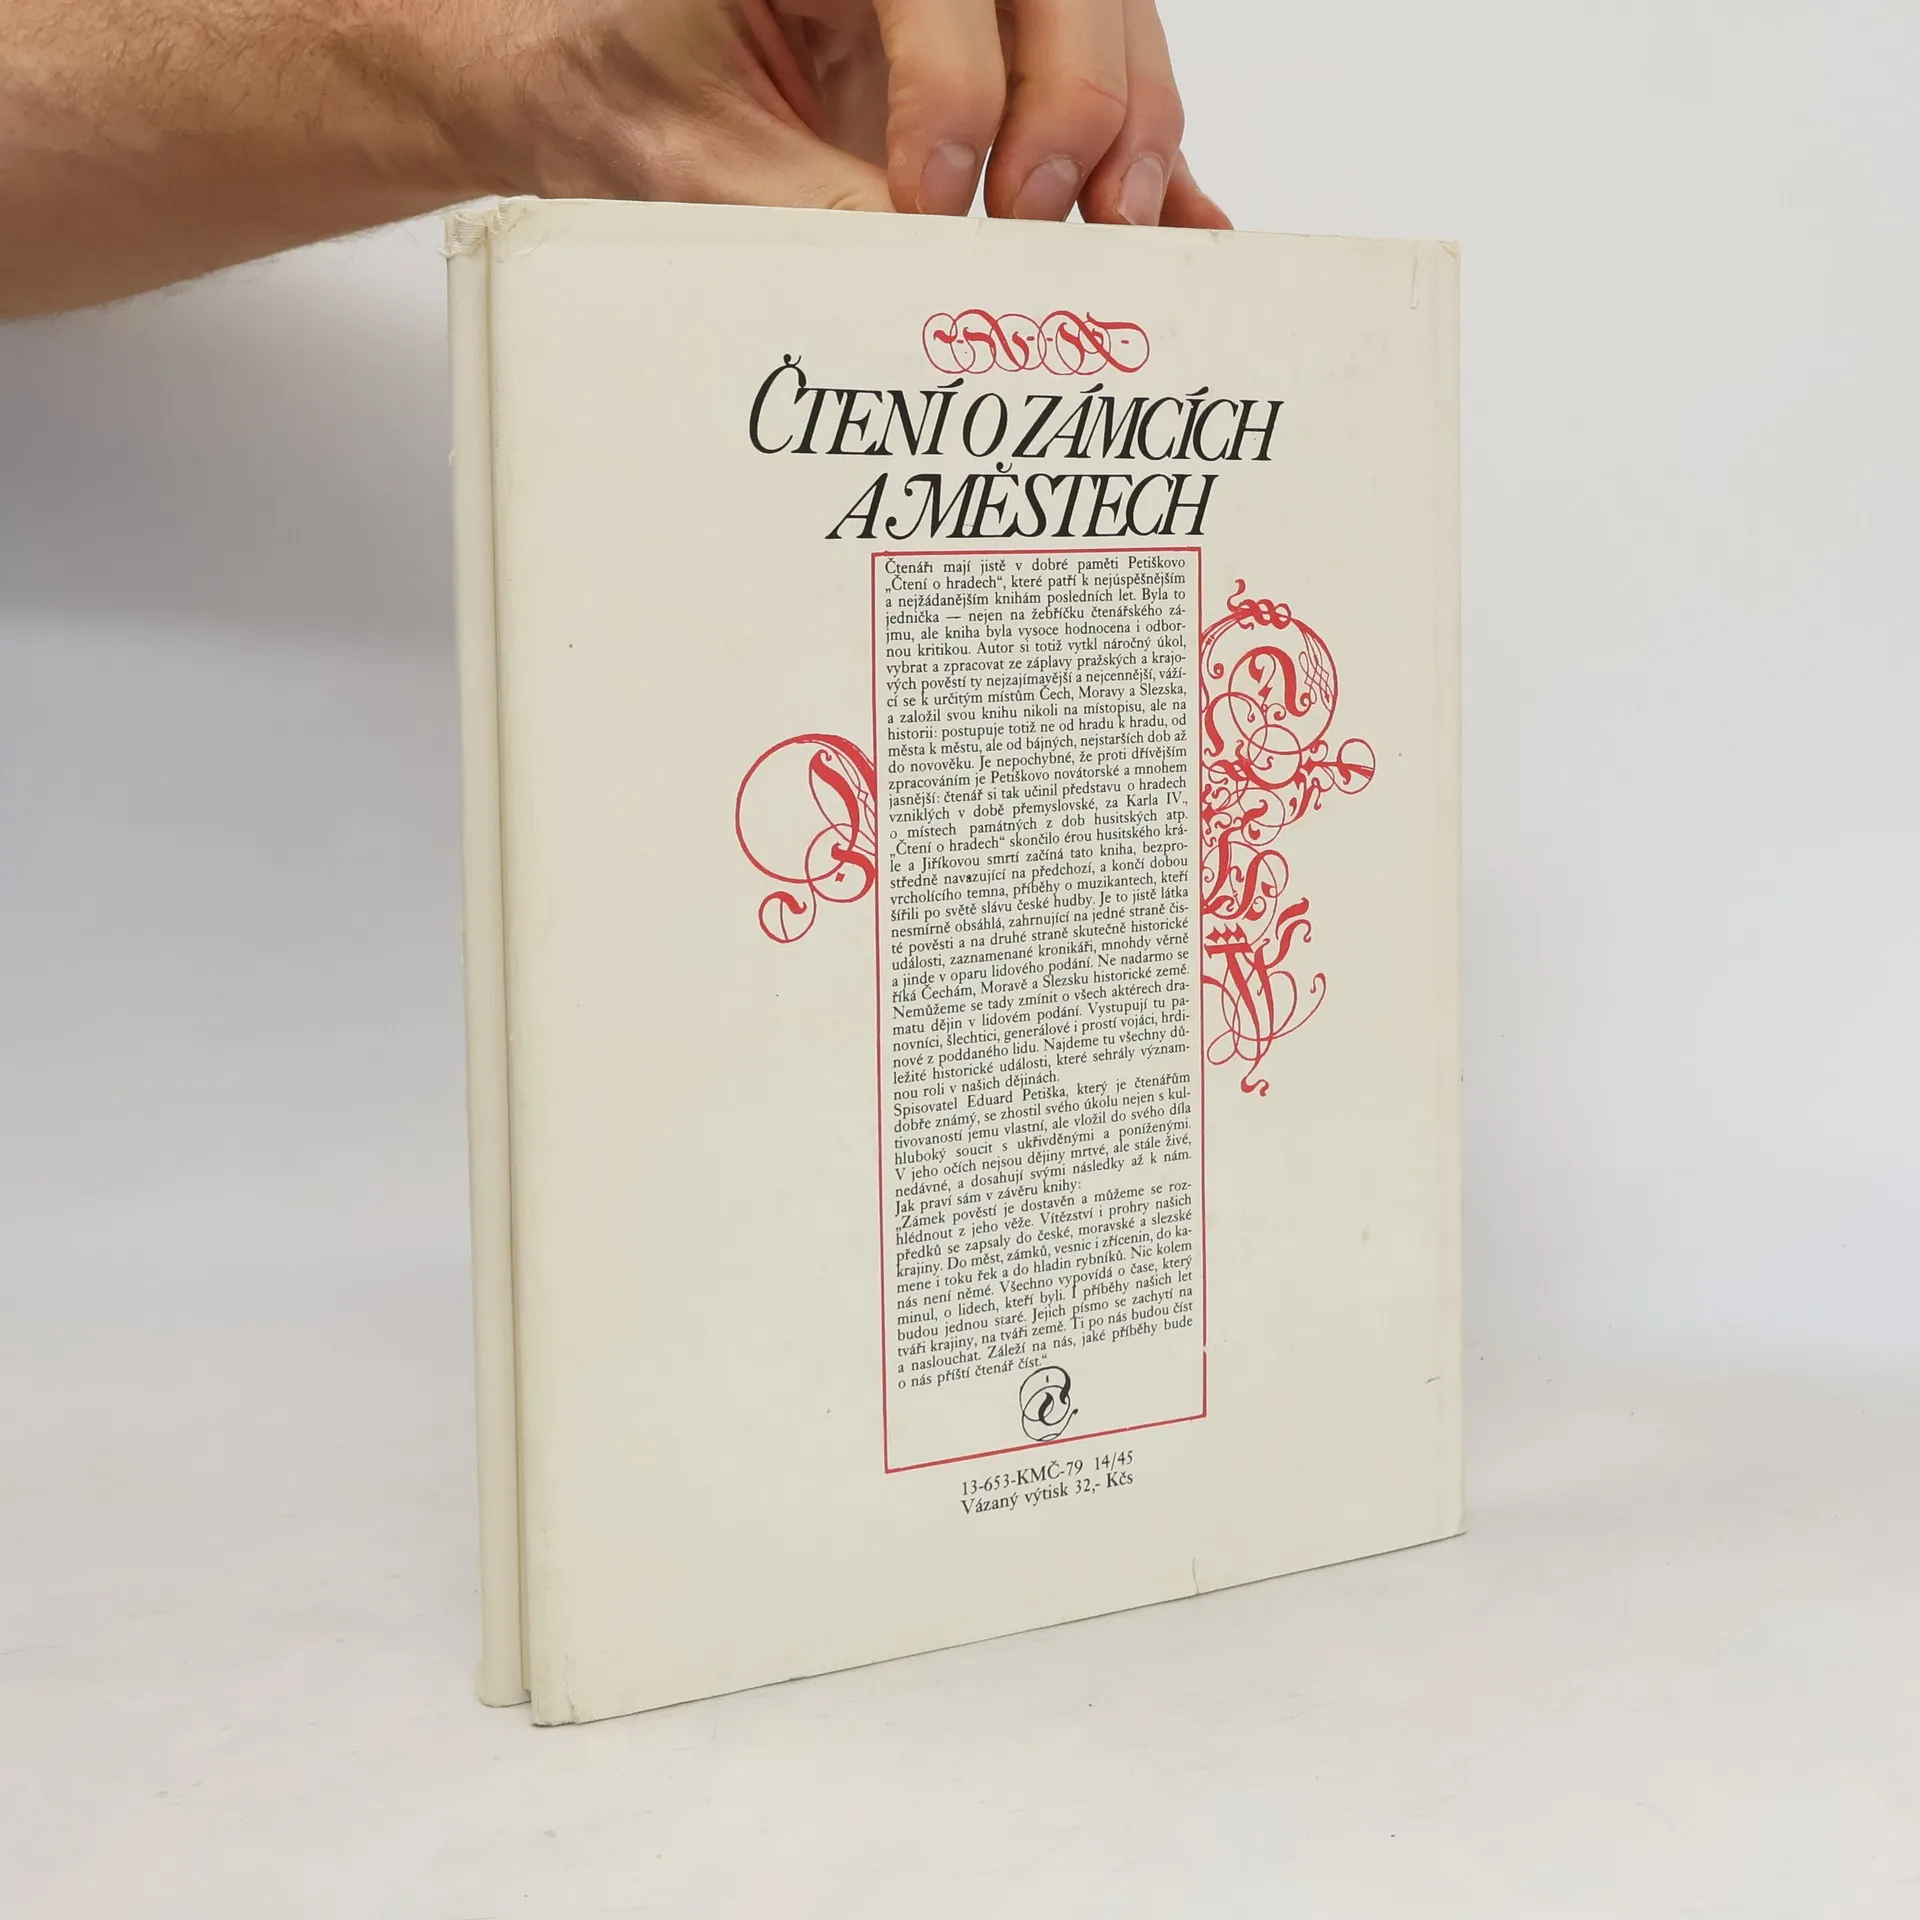 ČTENÍ O ZÁMCÍCH
A MĚSTECH
Čtenáři mají jistě v dobré paměti Petiškovo
„Čtení o hradech“, které patří k nejúspěšnějším
a nejžádanějším knihám posledních let. Byla to
jednička — nejen na žebříčku čtenářského zá-
jmu, ale kniha byla vysoce hodnocena i odbor-
nou kritikou. Autor si totiž vytkl náročný úkol,
vybrat a zpracovat ze záplavy pražských a krajo-
vých pověstí ty nejzajímavější a nejcennější, váží-
cí se k určitým místům Čech, Moravy a Slezska,
a založil svou knihu nikoli na místopisu, ale na
historii: postupuje totiž ne od hradu k hradu, od
města k městu, ale od bájných, nejstarších dob až
do novověku. Je nepochybné, že proti dřívějším
zpracováním je Petiškovo novátorské a mnohem
jasnější: čtenář si tak učinil představu o hradech
vzniklých v době přemyslovské, za Karla IV.,
o místech památných z dob husitských atp.
„Čtení o hradech“ skončilo érou husitského krá-
le a Jiříkovou smrtí začíná tato kniha, bezpro-
středně navazující na předchozí, a končí dobou
vrcholícího temna, příběhy o muzikantech, kteří
šířili po světě slávu české hudby. Je to jistě látka
nesmírně obsáhlá, zahrnující na jedné straně čis-
té pověsti a na druhé straně skutečně historické
události, zaznamenané kronikáři, mnohdy věrně
a jinde v oparu lidového podání. Ne nadarmo se
říká Čechám, Moravě a Slezsku historické země.
Nemůžeme se tady zmínit o všech aktérech dra-
matu dějin v lidovém podání. Vystupují tu pa-
novníci, šlechtici, generálové i prostí vojáci, hrdi-
nové z poddaného lidu. Najdeme tu všechny dů-
ležité historické události, které sehrály význam-
nou roli v našich dějinách.
Spisovatel Eduard Petiška, který je čtenářům
dobře známý, se zhostil svého úkolu nejen s kul-
tivovaností jemu vlastní, ale vložil do svého díla
hluboký soucit s ukřivděnými a poníženými.
V jeho očích nejsou dějiny mrtvé, ale stále živé,
nedávné, a dosahují svými následky až k nám.
Jak praví sám v závěru knihy:
„Zámek pověstí je dostavěn a můžeme se roz-
hlédnout z jeho věže. Vítězství i prohry našich
předků se zapsaly do české, moravské a slezské
krajiny. Do měst, zámků, vesnic i zřícenin, do ka-
mene i toku řek a do hladin rybníků. Nic kolem
nás není němé. Všechno vypovídá o čase, který
minul, o lidech, kteří byli. I příběhy našich let
budou jednou staré. Jejich písmo se zachytí na
tváři krajiny, na tváři země. Ti po nás budou číst
a naslouchat. Záleží na nás, jaké příběhy bude
o nás příští čtenář číst.“
13-653-KMČ-79 14/45
Vázaný výtisk 32,- Kčs